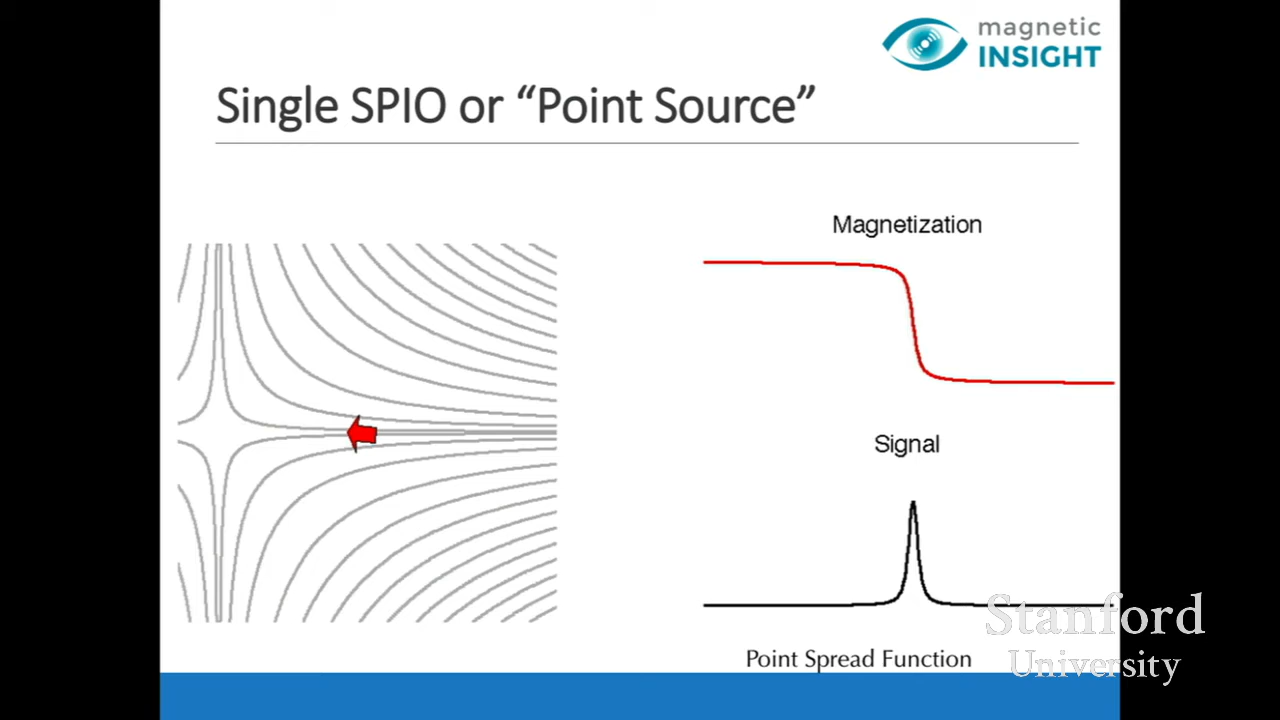 magnetic
INSIGHT
Single SPIO or “Point Source”
Magnetization
Signal
Point Spread Function
Stanford
University